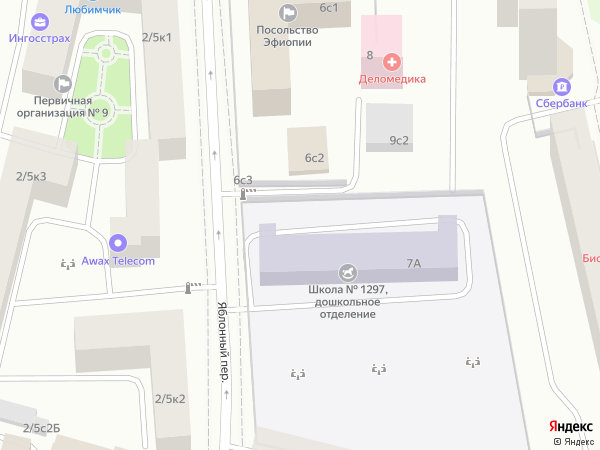 Любимчик
Ингосстрах
2/5к1
6с1
Посольство
Эфиопии
8
Деломедика
Первичная
организация № 9
Сбербанк
9с2
6с2
2/5к3
6с3
Awax Telecom
7А
Бис
Школа № 1297,
дошкольное
отделение
Яблонный пер.
2/5к2
2/5с2Б
Яндекс
© Яндекс